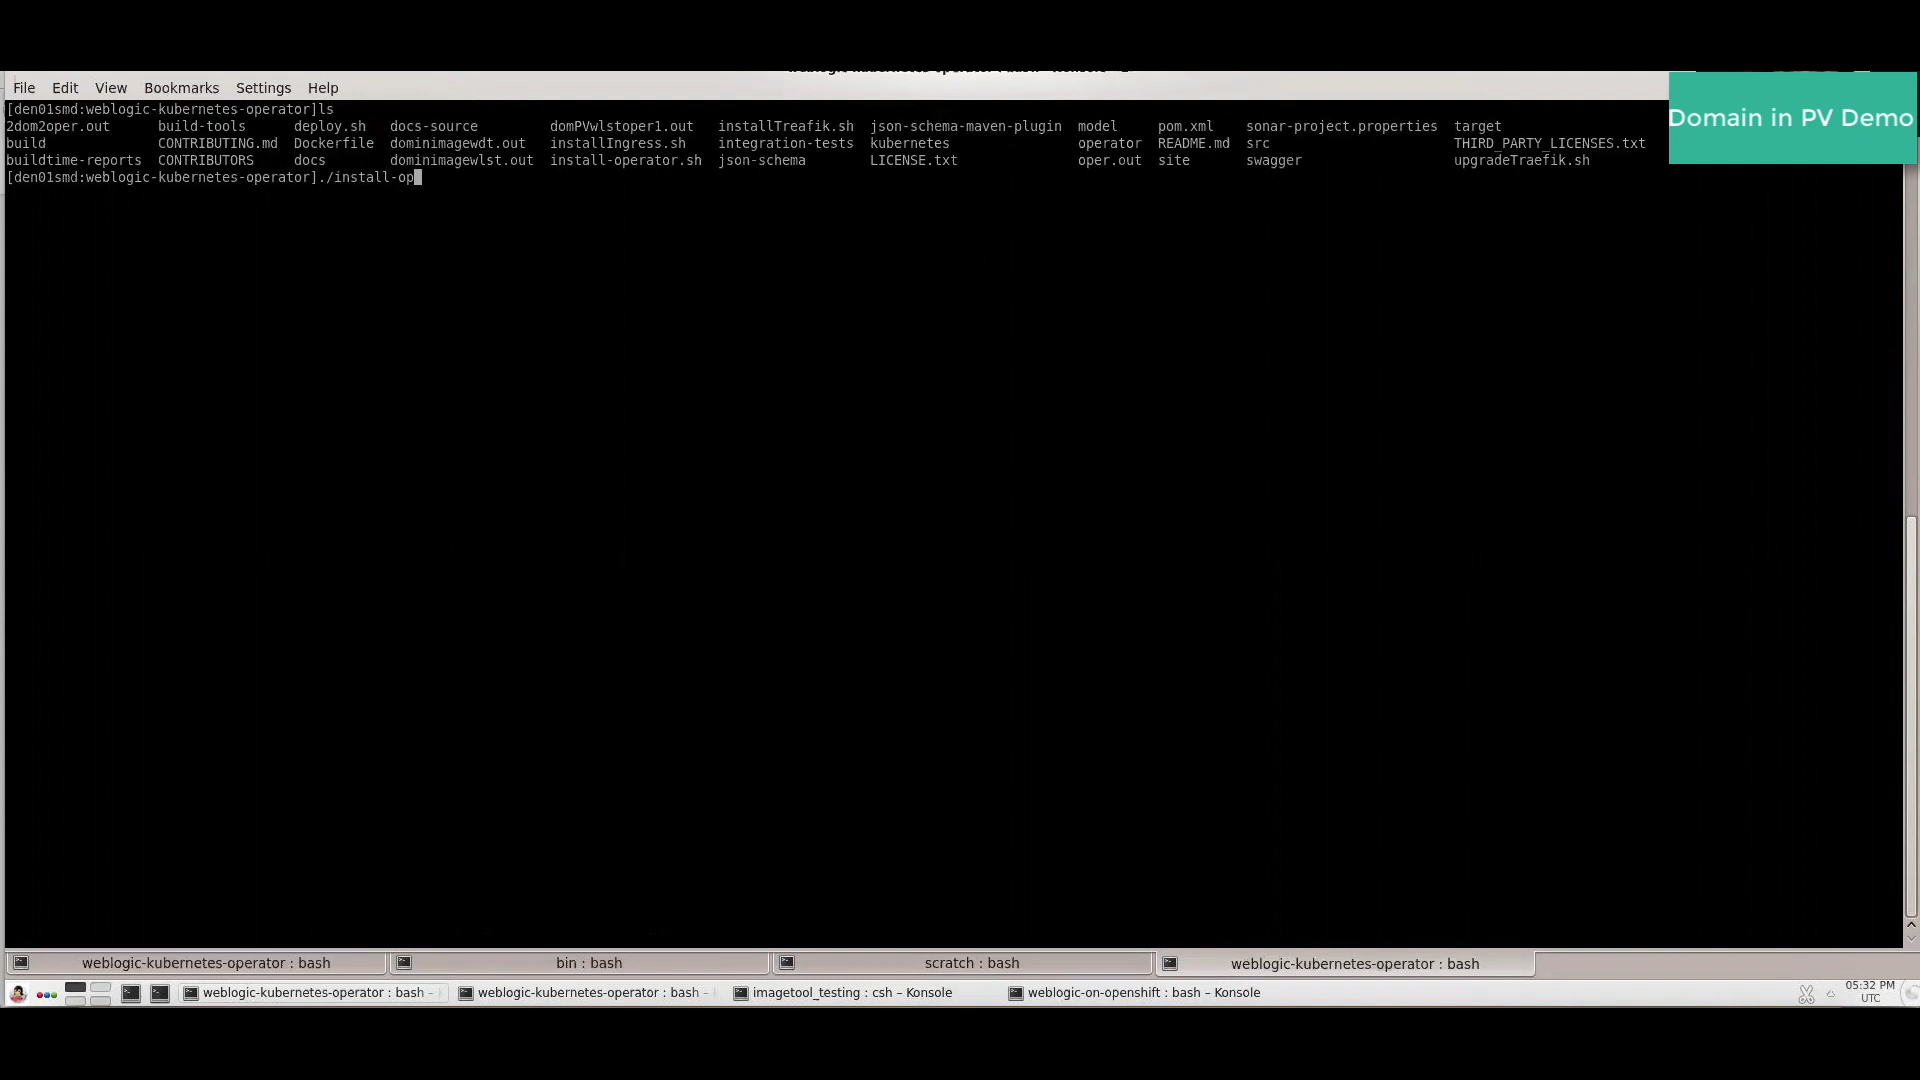 File Edit View Bookmarks Settings Help
Domain in PV Demo
[den01smd:weblogic-kubernetes-operator]ls
2dom2oper.out build-tools deploy.sh docs-source domPVwlstoper1.out installTreafik.sh json-schema-maven-plugin model pom.xml sonar-project.properties target
build CONTRIBUTING.md Dockerfile dominimagewdt.out installIngress.sh integration-tests kubernetes operator README.md src THIRD_PARTY_LICENSES.txt
buildtime-reports CONTRIBUTORS docs dominimagewlst.out install-operator.sh json-schema LICENSE.txt oper.out site swagger upgradeTraefik.sh
[den01smd:weblogic-kubernetes-operator]./install-op
weblogic-kubernetes-operator : bash bin : bash scratch : bash weblogic-kubernetes-operator : bash
weblogic-kubernetes-operator : bash – weblogic-kubernetes-operator : bash – imagetool_testing : csh – Konsole weblogic-on-openshift : bash – Konsole 05:32 PM
UTC